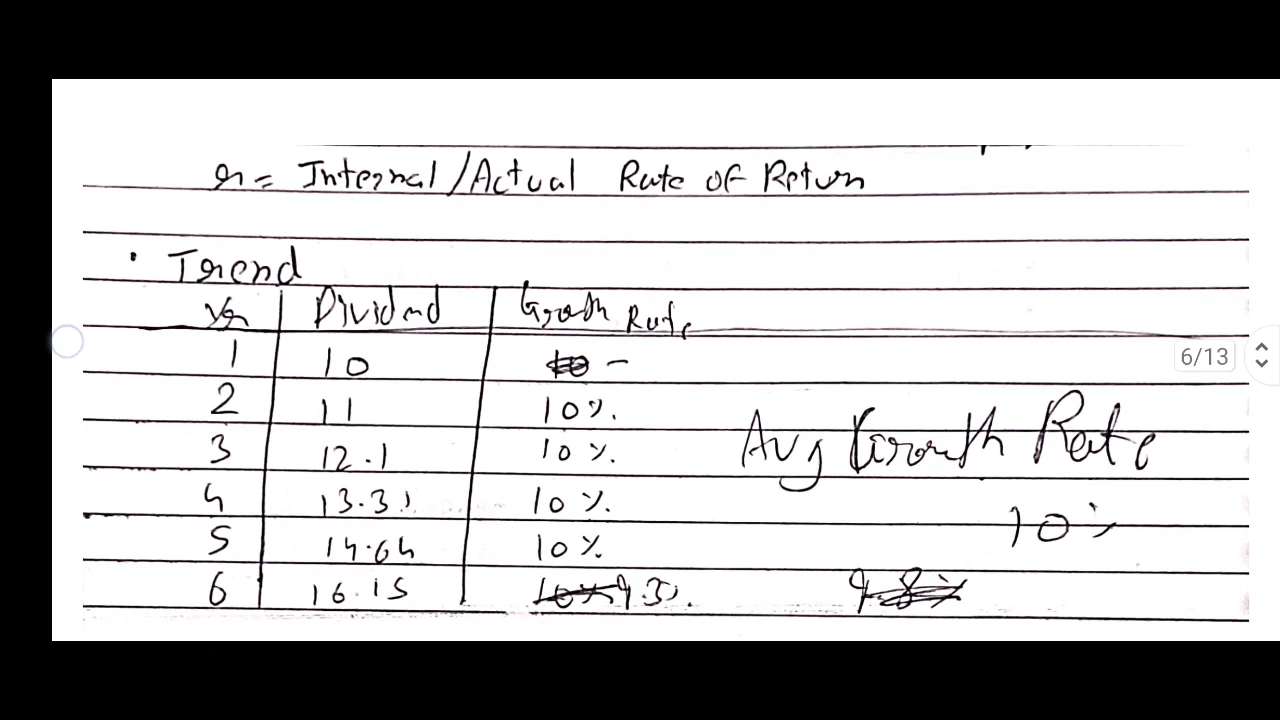 r = Internal/Actual Rate of Return
• Trend
Yr Dividend Growth Rate
1 10 –
2 11 10%
3 12.1 10%
4 13.31 10%
5 14.64 10%
6 16.15
Avg Growth Rate
10%
6/13